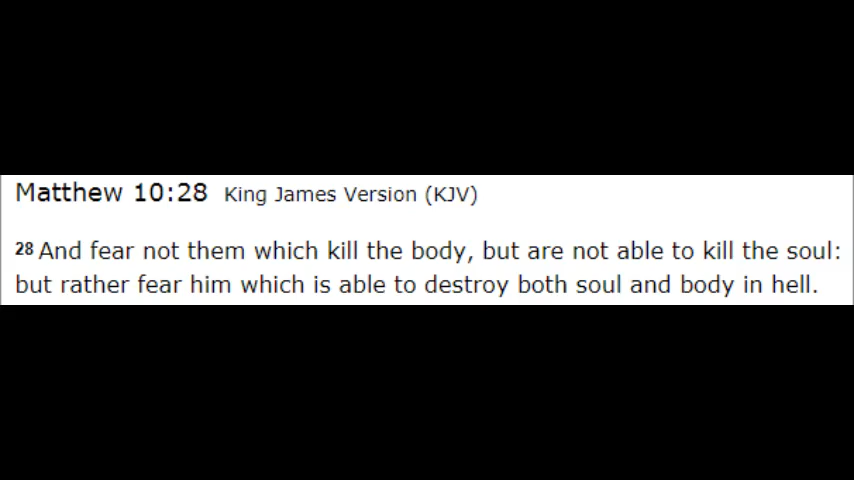 Matthew 10:28 King James Version (KJV)
28 And fear not them which kill the body, but are not able to kill the soul:
but rather fear him which is able to destroy both soul and body in hell.